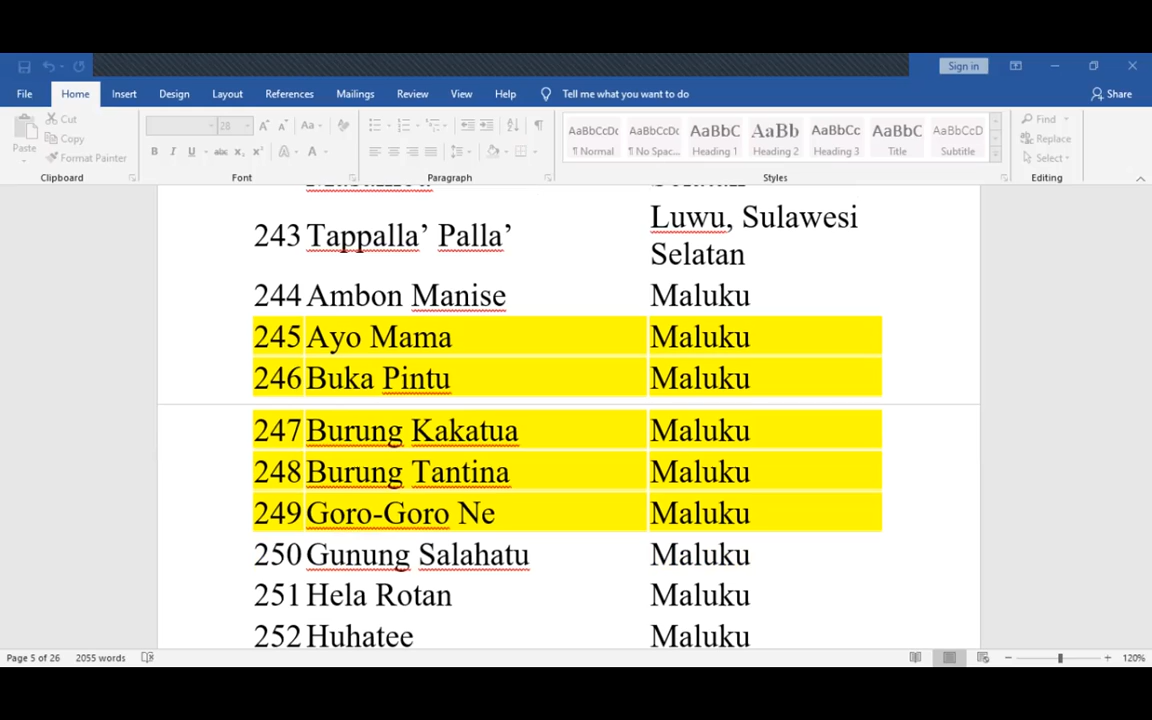 Sign in
File Home Insert Design Layout References Mailings Review View Help Tell me what you want to do Share
Paste Cut Copy Format Painter
28 Aa
B I U abc x, x² A A
AaBbCcDc AaBbCcDc AaBbC AaBb AaBbCc AaBbC AaBbCcD
¶ Normal ¶ No Spac... Heading 1 Heading 2 Heading 3 Title Subtitle
Find Replace Select
Clipboard Font Paragraph Styles Editing
243 Tappalla’ Palla’ Luwu, Sulawesi
Selatan
244 Ambon Manise Maluku
245 Ayo Mama Maluku
246 Buka Pintu Maluku
247 Burung Kakatua Maluku
248 Burung Tantina Maluku
249 Goro-Goro Ne Maluku
250 Gunung Salahatu Maluku
251 Hela Rotan Maluku
252 Huhatee Maluku
Page 5 of 26 2055 words 120%